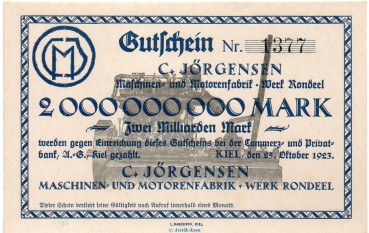 Gutschein Nr. 1377
C. JÖRGENSEN
Maschinen- und Motorenfabrik - Werk Rondeel
2 000 000 000 MARK
Zwei Milliarden Mark
werden gegen Einreichung dieses Gutscheins bei der Commerz- und Privat-
bank, A.-G., Kiel gezahlt. KIEL, den 25. Oktober 1923.
C. JÖRGENSEN
MASCHINEN- UND MOTORENFABRIK · WERK RONDEEL
Dieser Schein verliert seine Gültigkeit nach Aufruf innerhalb eines Monats.